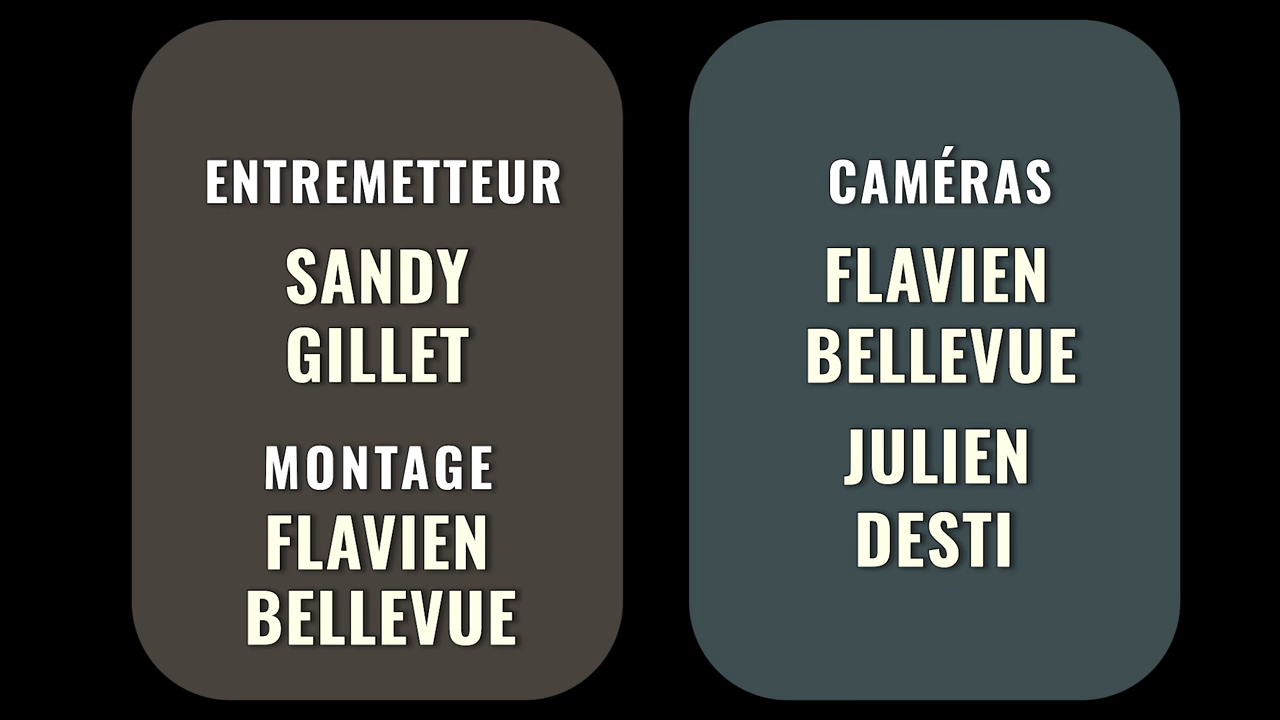 ENTREMETTEUR
SANDY
GILLET
MONTAGE
FLAVIEN
BELLEVUE
CAMÉRAS
FLAVIEN
BELLEVUE
JULIEN
DESTI